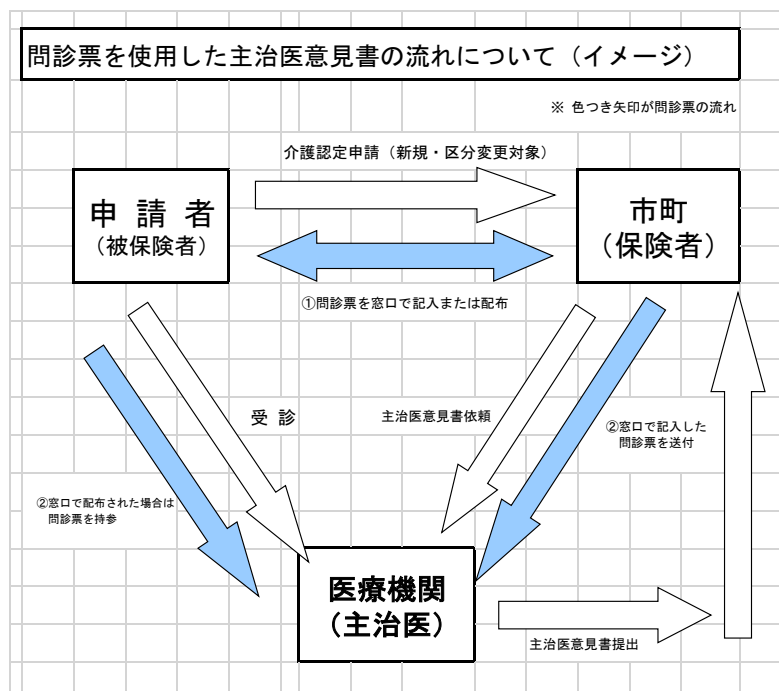 問診票を使用した主治医意見書の流れについて（イメージ）
※ 色つき矢印が問診票の流れ
介護認定申請（新規・区分変更対象）
申 請 者
（被保険者）
市町
（保険者）
①問診票を窓口で記入または配布
受 診
主治医意見書依頼
②窓口で記入した
問診票を送付
②窓口で配布された場合は
問診票を持参
医療機関
（主治医）
主治医意見書提出